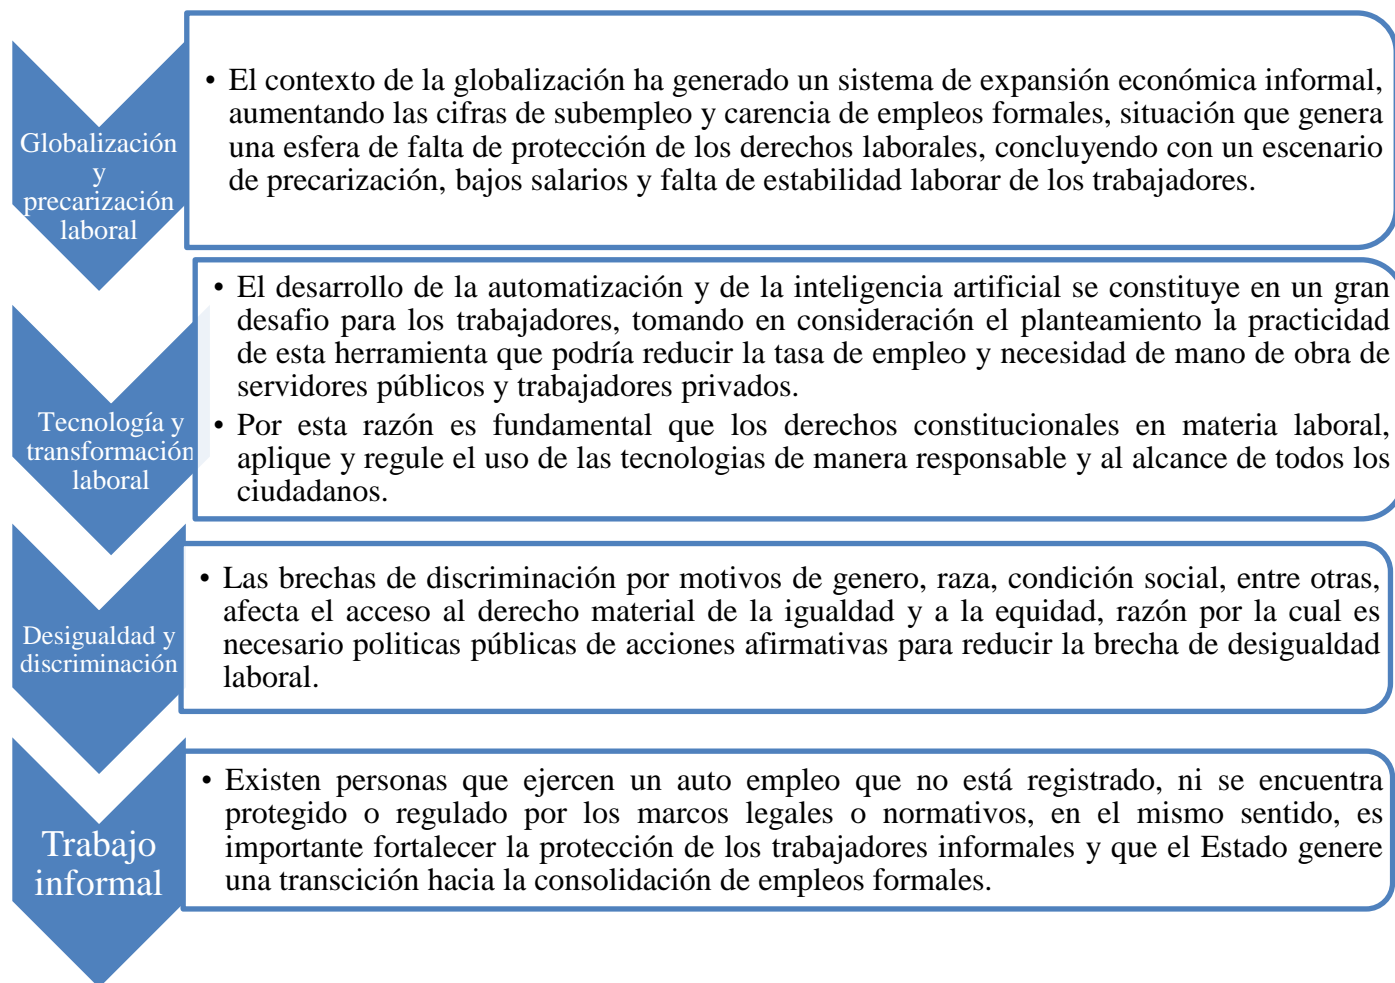 Globalización
y
precarización
laboral
• El contexto de la globalización ha generado un sistema de expansión económica informal,
aumentando las cifras de subempleo y carencia de empleos formales, situación que genera
una esfera de falta de protección de los derechos laborales, concluyendo con un escenario
de precarización, bajos salarios y falta de estabilidad laborar de los trabajadores.
Tecnología y
transformación
laboral
• El desarrollo de la automatización y de la inteligencia artificial se constituye en un gran
desafio para los trabajadores, tomando en consideración el planteamiento la practicidad
de esta herramienta que podría reducir la tasa de empleo y necesidad de mano de obra de
servidores públicos y trabajadores privados.
• Por esta razón es fundamental que los derechos constitucionales en materia laboral,
aplique y regule el uso de las tecnologias de manera responsable y al alcance de todos los
ciudadanos.
Desigualdad y
discriminación
• Las brechas de discriminación por motivos de genero, raza, condición social, entre otras,
afecta el acceso al derecho material de la igualdad y a la equidad, razón por la cual es
necesario politicas públicas de acciones afirmativas para reducir la brecha de desigualdad
laboral.
Trabajo
informal
• Existen personas que ejercen un auto empleo que no está registrado, ni se encuentra
protegido o regulado por los marcos legales o normativos, en el mismo sentido, es
importante fortalecer la protección de los trabajadores informales y que el Estado genere
una transcición hacia la consolidación de empleos formales.